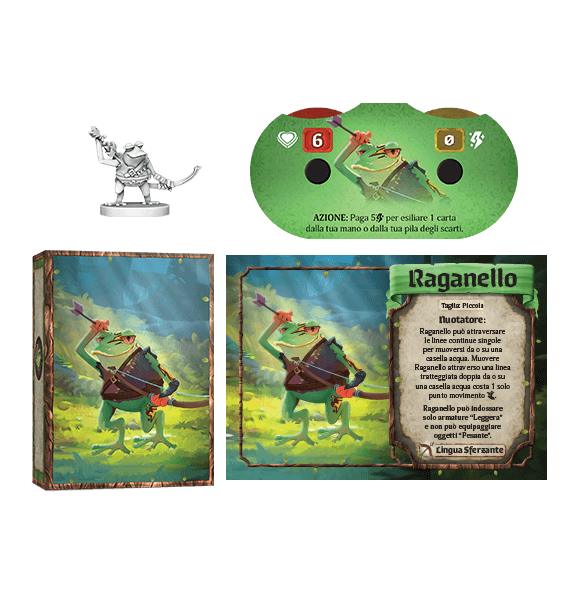 6
0
AZIONE: Paga 5 per esiliare 1 carta
dalla tua mano o dalla tua pila degli scarti.
Raganello
Taglia: Piccola
Nuotatore:
Raganello può attraversare
le linee continue singole
per muoversi da o su una
casella acqua. Muovere
Raganello attraverso una linea
tratteggiata doppia da o su
una casella acqua costa 1 solo
punto movimento.
Raganello può indossare
solo armature "Leggera"
e non può equipaggiare
oggetti "Pesante".
Lingua Sferzante